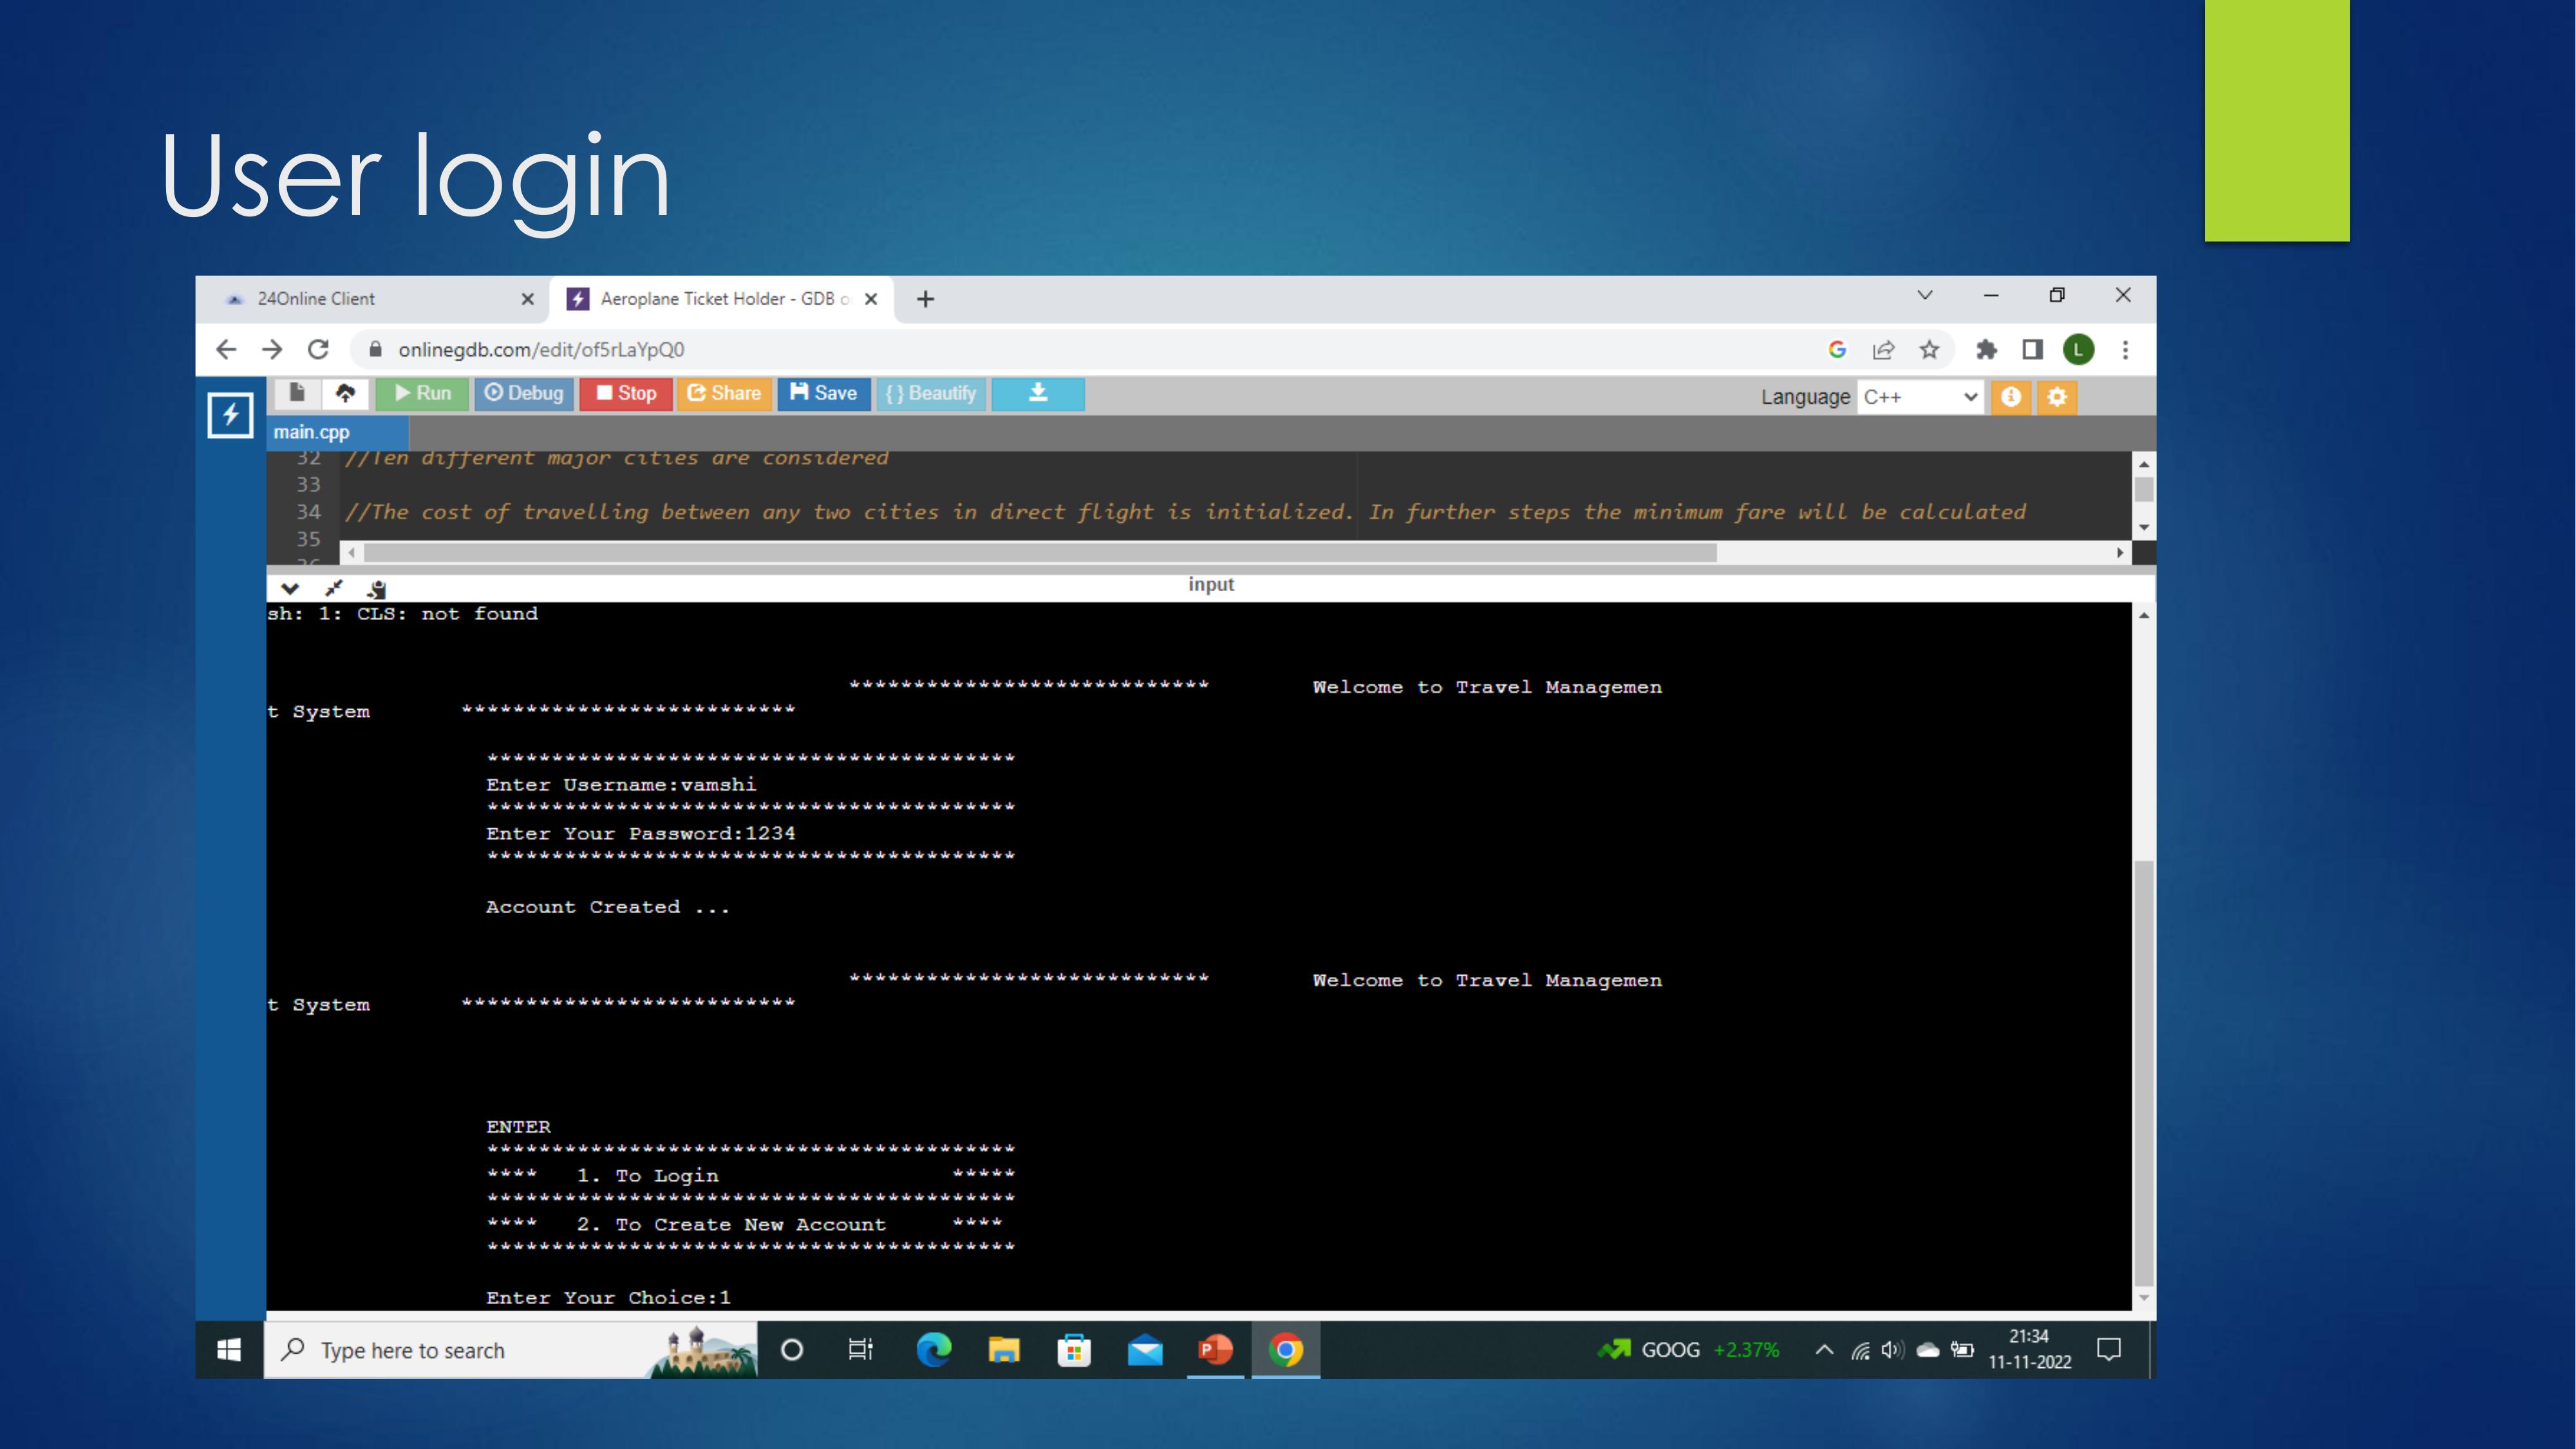 User login
24Online Client
Aeroplane Ticket Holder - GDB o
onlinegdb.com/edit/of5rLaYpQ0
L
Run Debug Stop Share Save { } Beautify Language C++
main.cpp
32 //Ten different major cities are considered
33
34 //The cost of travelling between any two cities in direct flight is initialized. In further steps the minimum fare will be calculated
35
36
input
sh: 1: CLS: not found
**************************** Welcome to Travel Managemen
t System **************************
*****************************************
Enter Username:vamshi
*****************************************
Enter Your Password:1234
*****************************************
Account Created ...
**************************** Welcome to Travel Managemen
t System **************************
ENTER
*****************************************
**** 1. To Login *****
*****************************************
**** 2. To Create New Account ****
*****************************************
Enter Your Choice:1
Type here to search
GOOG +2.37%
21:34
11-11-2022